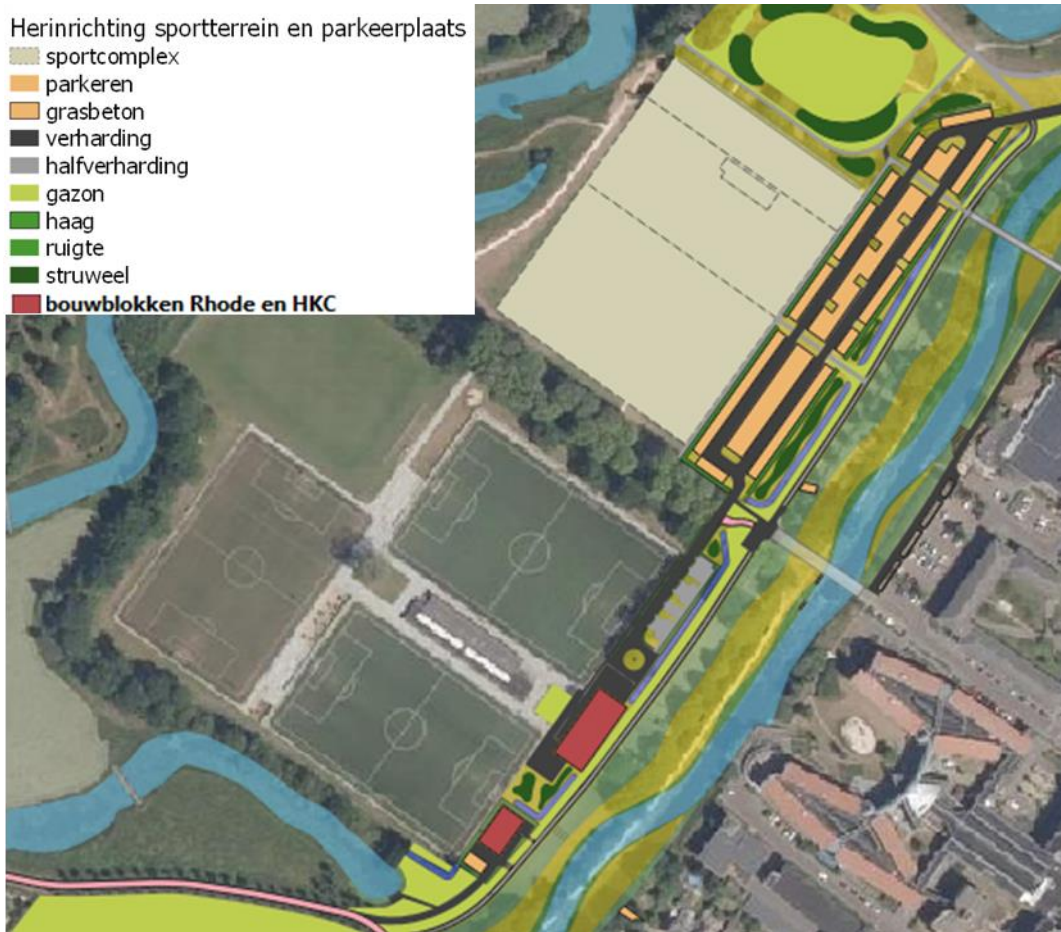 Herinrichting sportterrein en parkeerplaats
sportcomplex
parkeren
grasbeton
verharding
halfverharding
gazon
haag
ruigte
struweel
bouwblokken Rhode en HKC